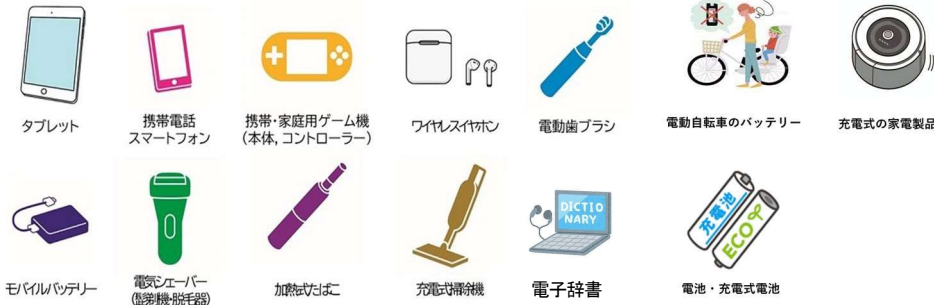 タブレット
携帯電話
スマートフォン
携帯・家庭用ゲーム機
(本体,コントローラー)
ワイヤレスイヤホン
電動歯ブラシ
電動自転車のバッテリー
充電式の家電製品
モバイルバッテリー
電気シェーバー
(髭剃機・脱毛器)
加熱式たばこ
充電式掃除機
DICTIO
NARY
電子辞書
充電池
ECO
電池・充電式電池